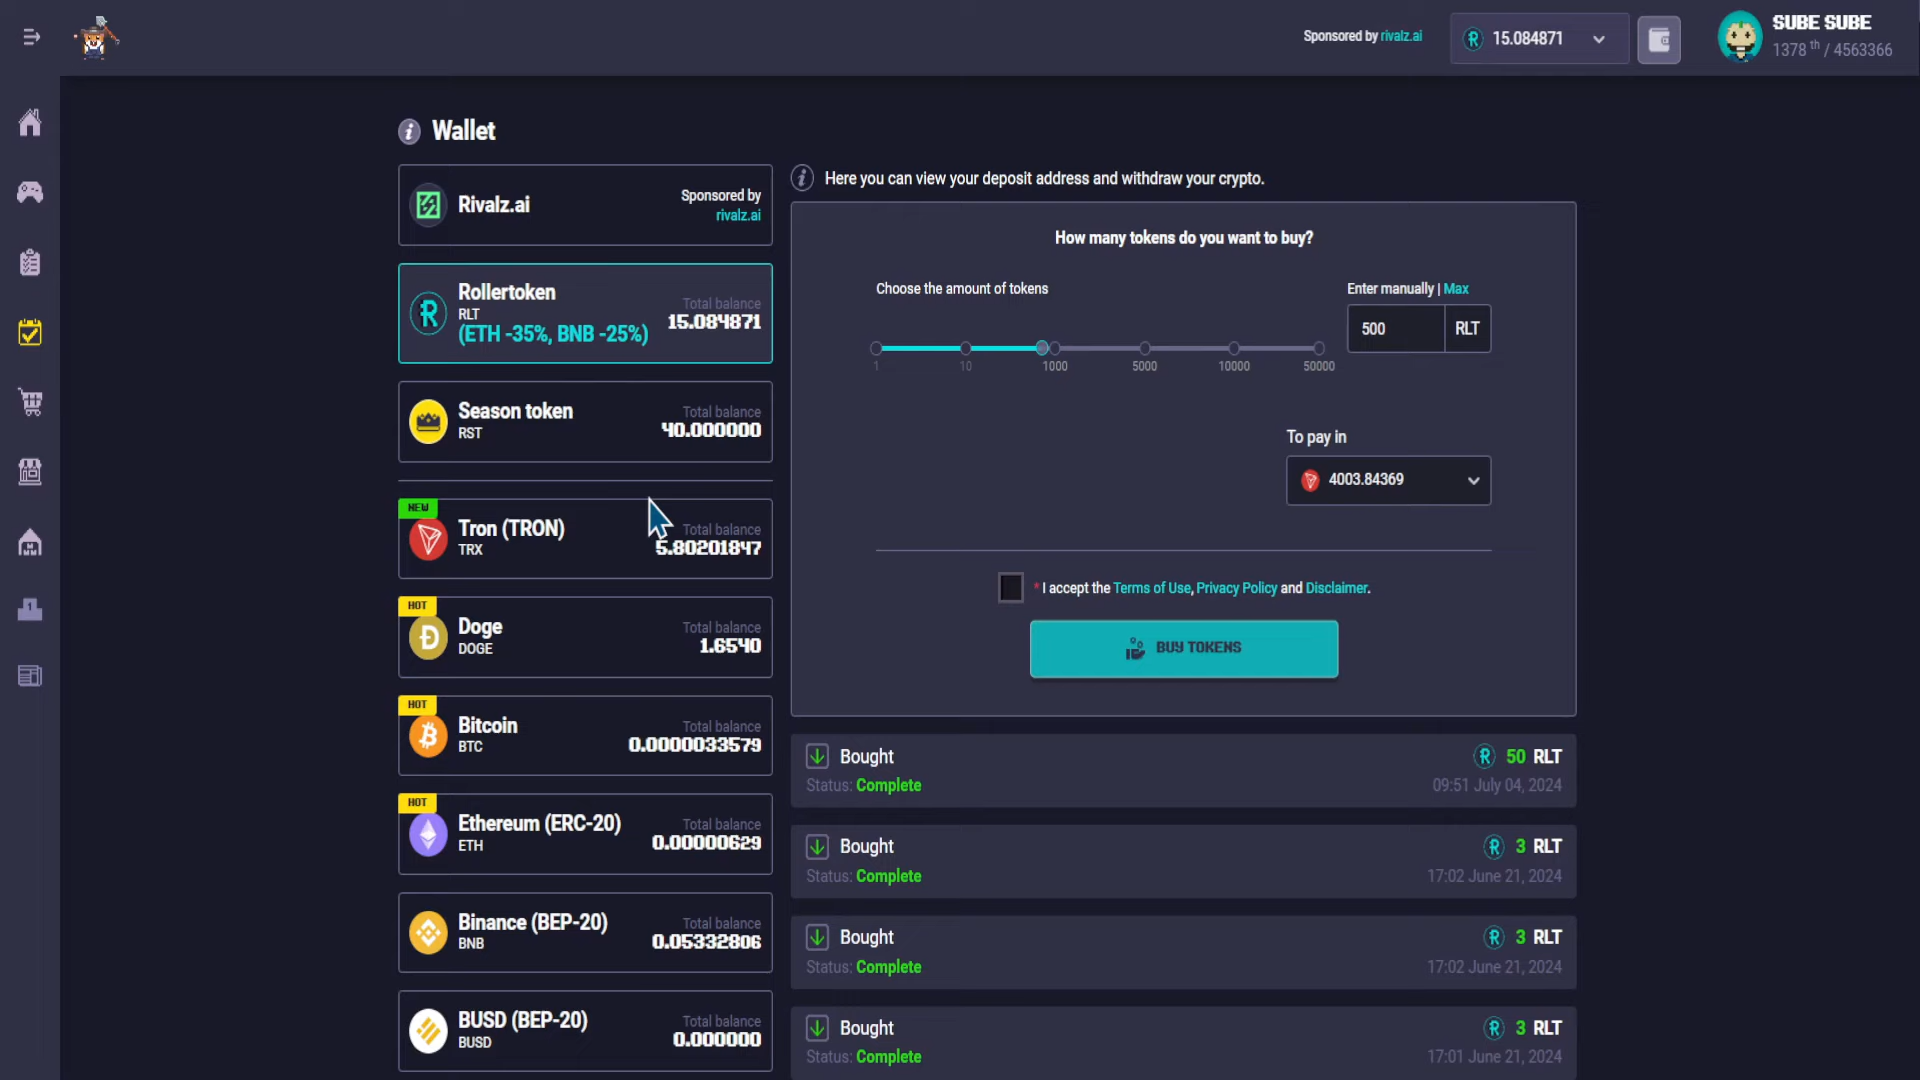 Sponsored by rivalz.ai
15.084871
SUBE SUBE
1378 th / 4563366
Wallet
Rivalz.ai
Sponsored by
rivalz.ai
Rollertoken
RLT
(ETH -35%, BNB -25%)
Total balance
15.084871
Season token
RST
Total balance
40.000000
NEW
Tron (TRON)
TRX
Total balance
5.80201847
HOT
Doge
DOGE
Total balance
1.6540
HOT
Bitcoin
BTC
Total balance
0.0000033579
HOT
Ethereum (ERC-20)
ETH
Total balance
0.00000629
Binance (BEP-20)
BNB
Total balance
0.05332806
BUSD (BEP-20)
BUSD
Total balance
0.000000
Here you can view your deposit address and withdraw your crypto.
How many tokens do you want to buy?
Choose the amount of tokens
Enter manually | Max
500 RLT
1 10 1000 5000 10000 50000
To pay in
4003.84369
* I accept the Terms of Use, Privacy Policy and Disclaimer.
BUY TOKENS
Bought 50 RLT
Status: Complete 09:51 July 04, 2024
Bought 3 RLT
Status: Complete 17:02 June 21, 2024
Bought 3 RLT
Status: Complete 17:02 June 21, 2024
Bought 3 RLT
Status: Complete 17:01 June 21, 2024